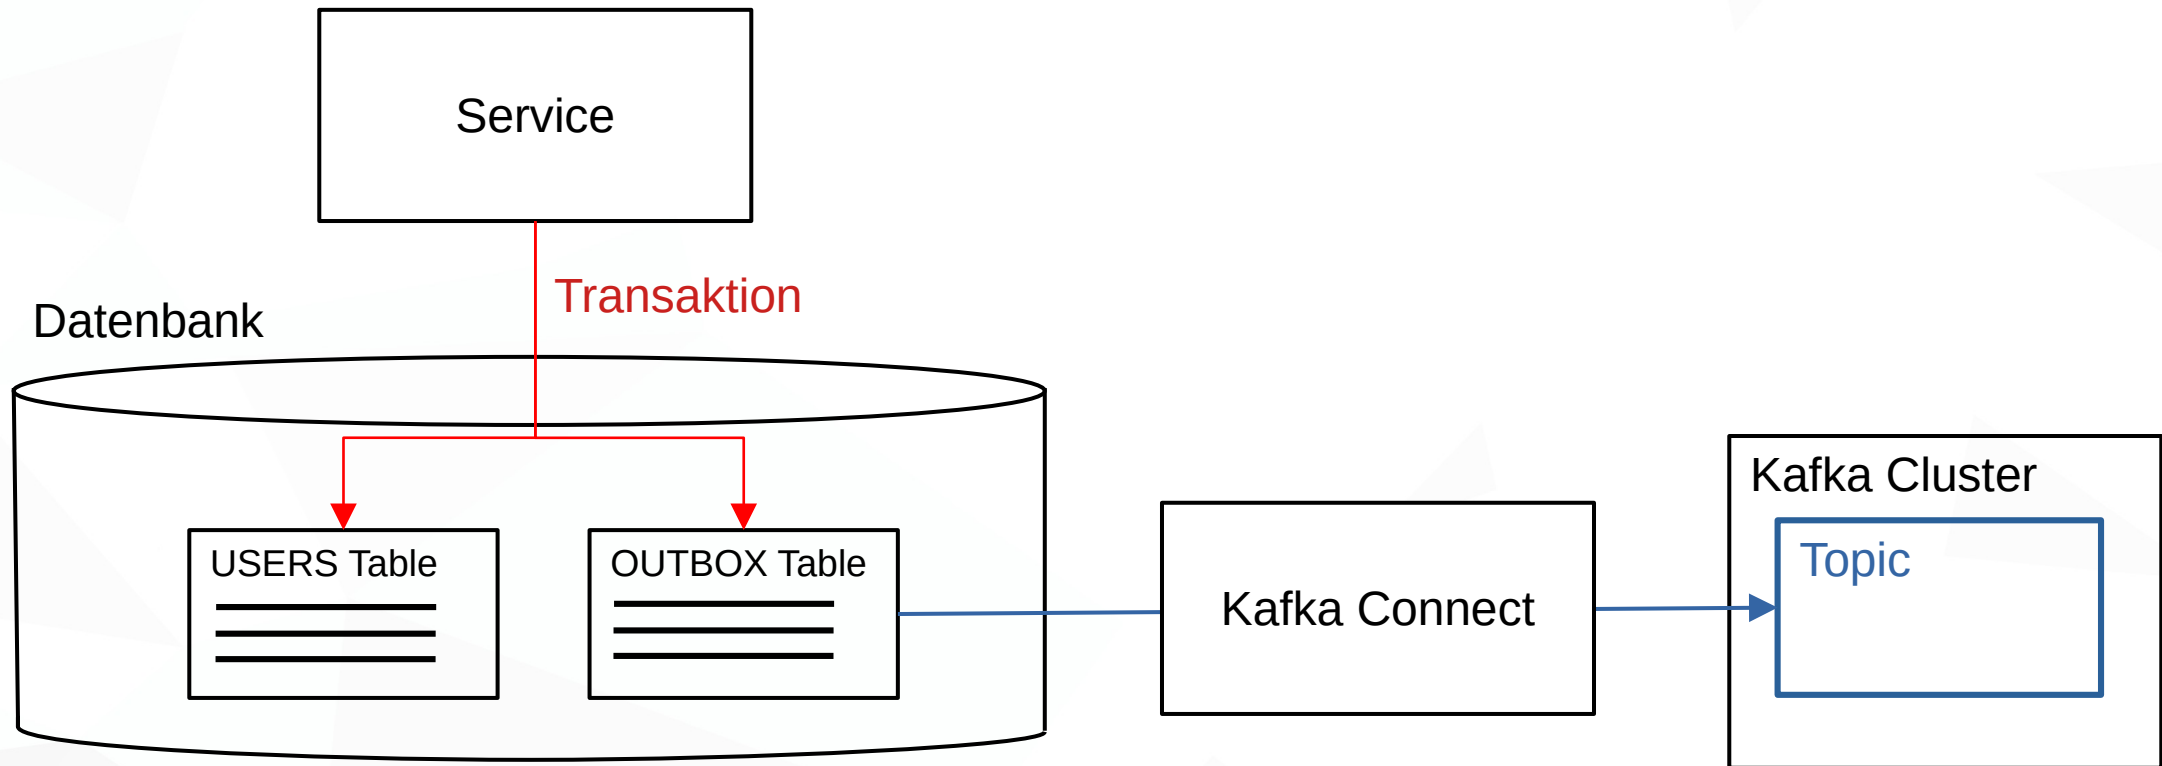 Service
Transaktion
Datenbank
USERS Table
OUTBOX Table
Kafka Connect
Kafka Cluster
Topic